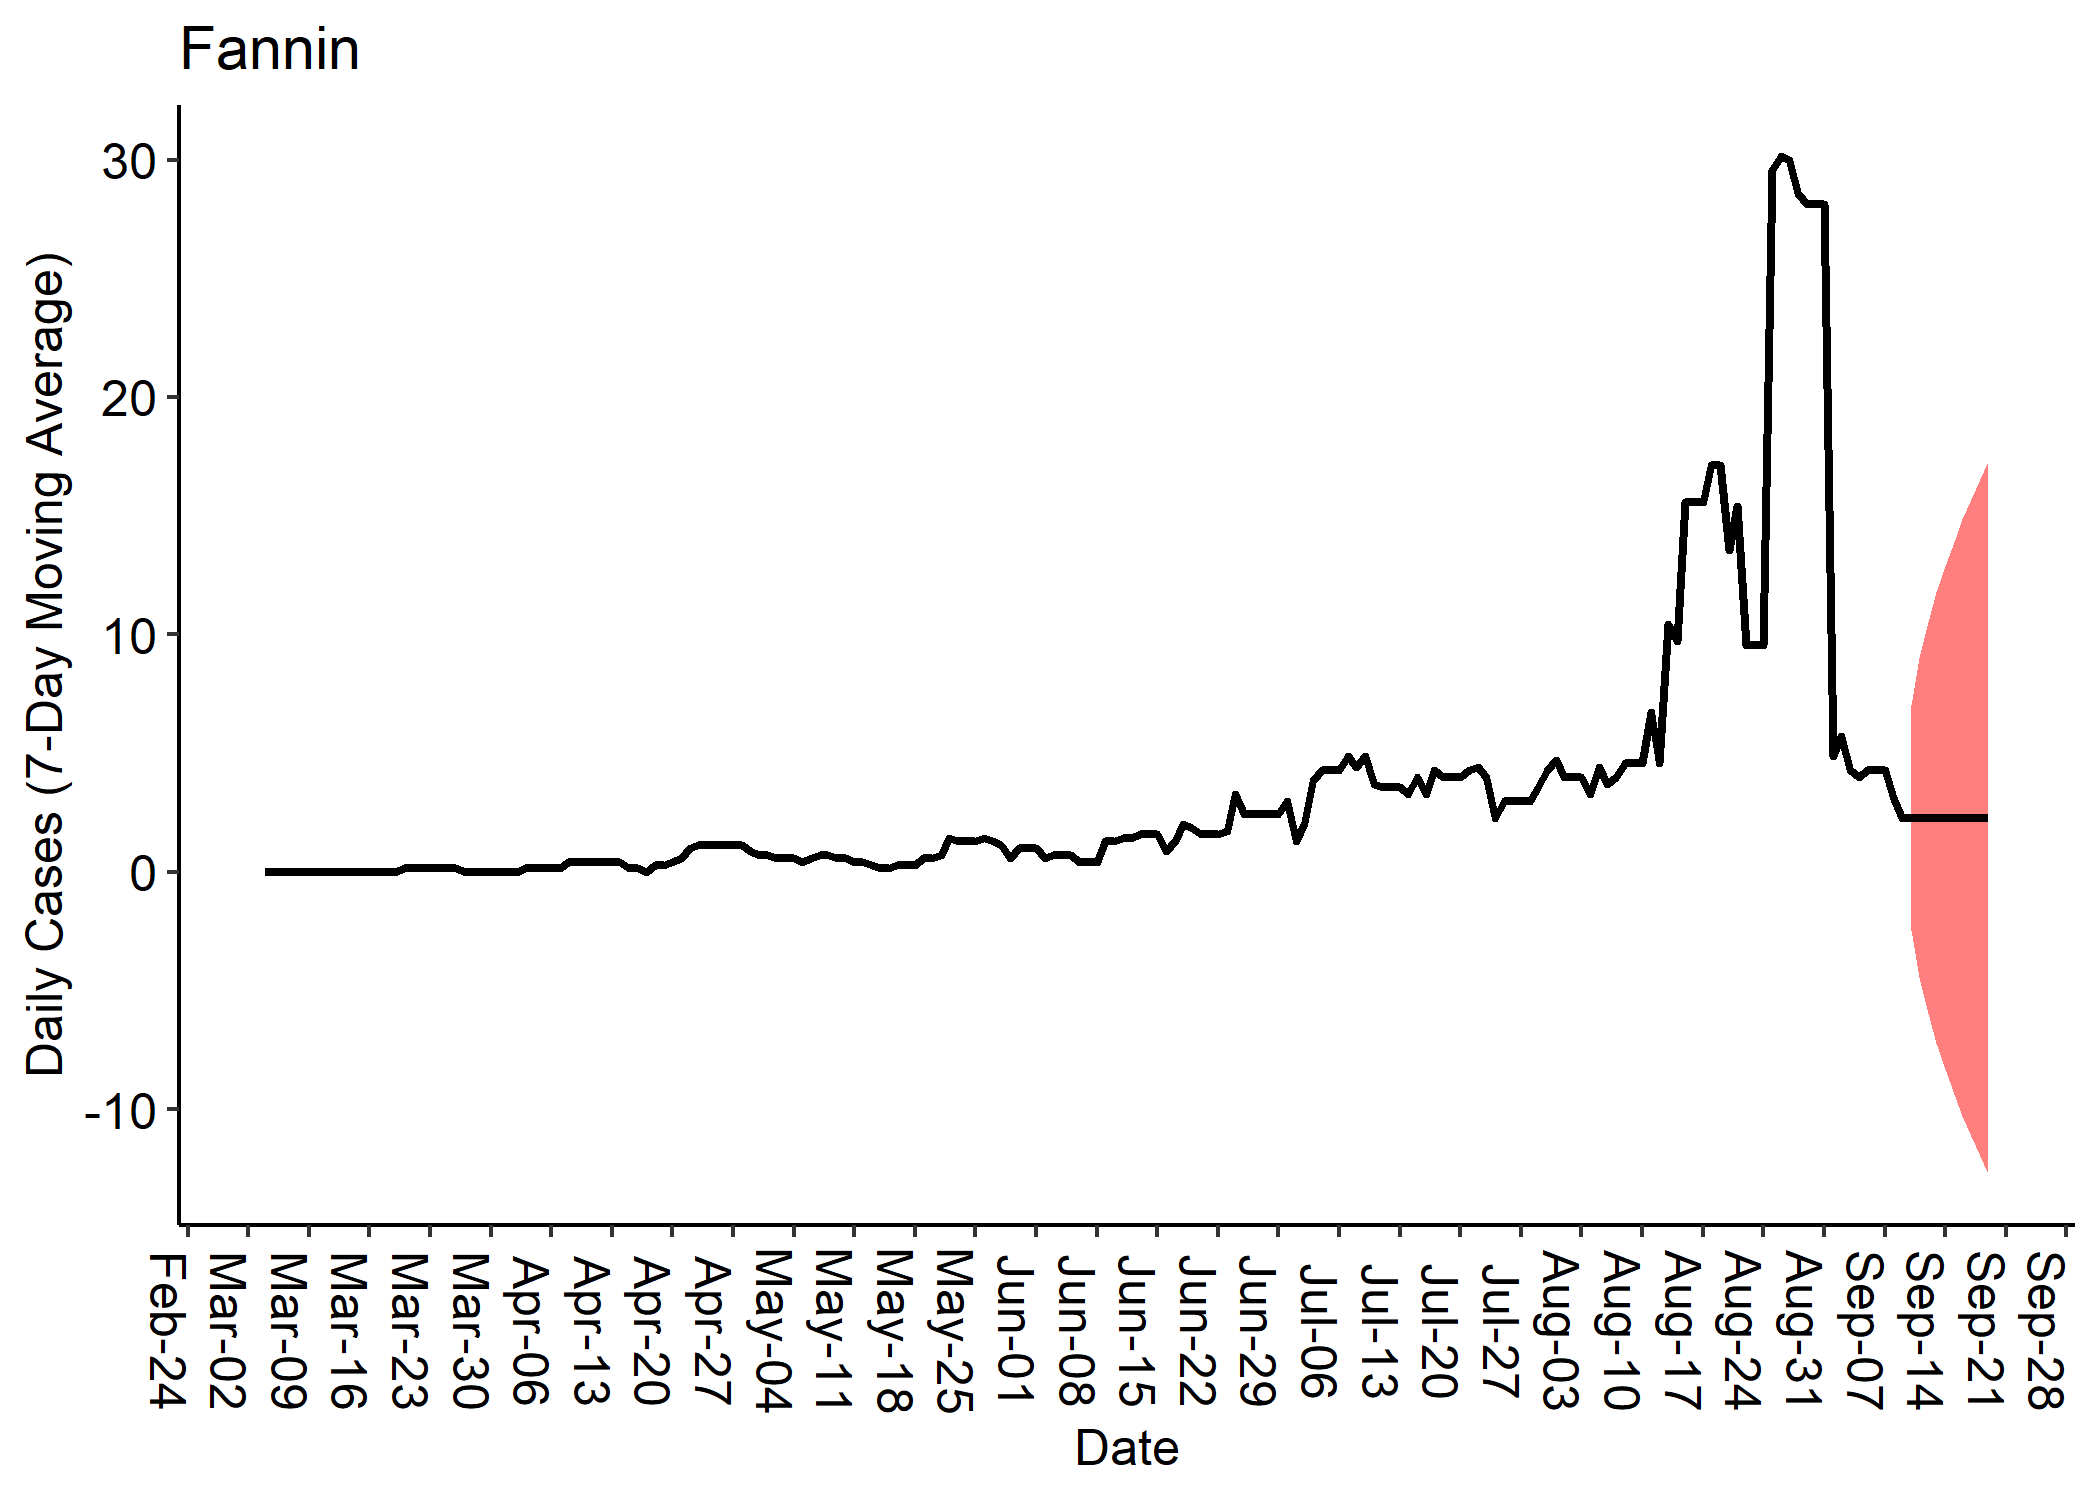 Fannin
Daily Cases (7-Day Moving Average)
30
20
10
0
-10
Feb-24
Mar-02
Mar-09
Mar-16
Mar-23
Mar-30
Apr-06
Apr-13
Apr-20
Apr-27
May-04
May-11
May-18
May-25
Jun-01
Jun-08
Jun-15
Jun-22
Jun-29
Jul-06
Jul-13
Jul-20
Jul-27
Aug-03
Aug-10
Aug-17
Aug-24
Aug-31
Sep-07
Sep-14
Sep-21
Sep-28
Date